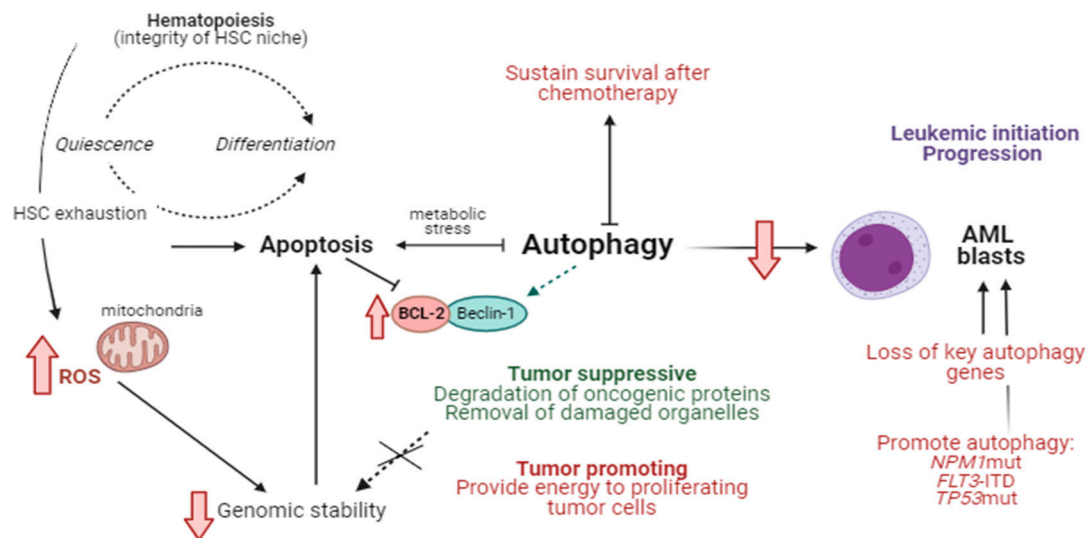 Hematopoiesis
(integrity of HSC niche)
Quiescence
Differentiation
HSC exhaustion
mitochondria
ROS
Genomic stability
Apoptosis
metabolic
stress
Sustain survival after
chemotherapy
Autophagy
BCL-2
Beclin-1
Tumor suppressive
Degradation of oncogenic proteins
Removal of damaged organelles
Tumor promoting
Provide energy to proliferating
tumor cells
Leukemic initiation
Progression
AML
blasts
Loss of key autophagy
genes
Promote autophagy:
NPM1mut
FLT3-ITD
TP53mut